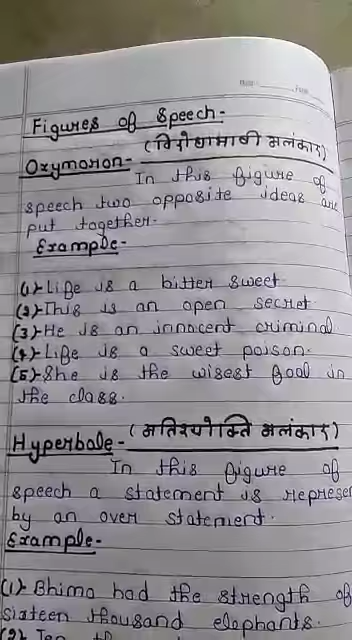 Figures of Speech-
Oxymoron- (विरोधाभाषी अलंकार)
In this figure of
speech two opposite ideas are
put together.
Example-
(1) Life is a bitter sweet.
(2) This is an open secret
(3) He is an innocent criminal
(4) Life is a sweet poison.
(5) She is the wisest fool in
the class.
Hyperbole- (अतिश्योक्ति अलंकार)
In this figure of
speech a statement is represe
by an over statement.
Example-
(1) Bhima had the strength of
sixteen thousand elephants.
(2) Ten th